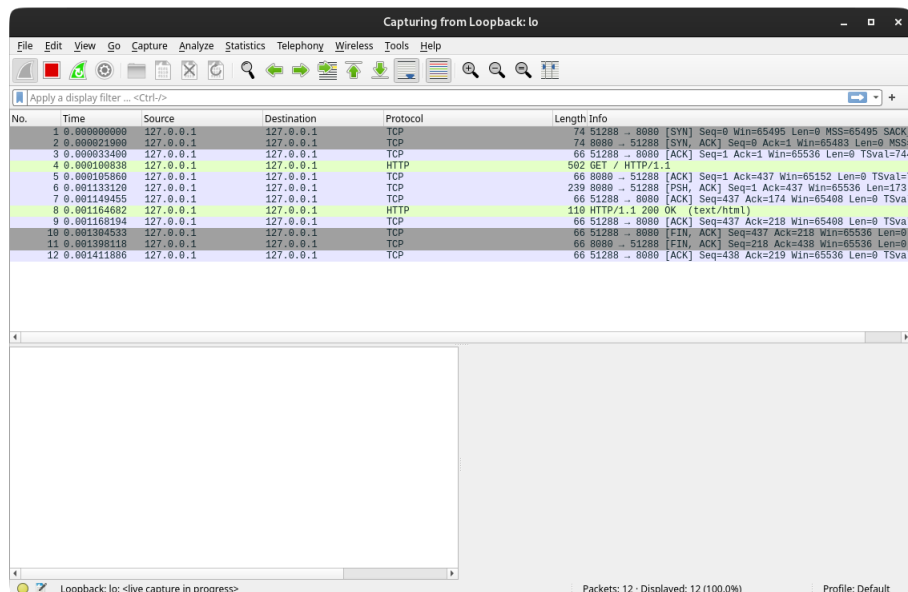 Capturing from Loopback: lo
File Edit View Go Capture Analyze Statistics Telephony Wireless Tools Help
Apply a display filter ... <Ctrl-/>
No. Time Source Destination Protocol Length Info
1 0.000000000 127.0.0.1 127.0.0.1 TCP 74 51288 → 8080 [SYN] Seq=0 Win=65495 Len=0 MSS=65495 SACK
2 0.000021900 127.0.0.1 127.0.0.1 TCP 74 8080 → 51288 [SYN, ACK] Seq=0 Ack=1 Win=65483 Len=0 MSS
3 0.000033400 127.0.0.1 127.0.0.1 TCP 66 51288 → 8080 [ACK] Seq=1 Ack=1 Win=65536 Len=0 TSval=744
4 0.000100838 127.0.0.1 127.0.0.1 HTTP 502 GET / HTTP/1.1
5 0.000105860 127.0.0.1 127.0.0.1 TCP 66 8080 → 51288 [ACK] Seq=1 Ack=437 Win=65152 Len=0 TSval=
6 0.001133120 127.0.0.1 127.0.0.1 TCP 239 8080 → 51288 [PSH, ACK] Seq=1 Ack=437 Win=65536 Len=173
7 0.001149455 127.0.0.1 127.0.0.1 TCP 66 51288 → 8080 [ACK] Seq=437 Ack=174 Win=65408 Len=0 TSva
8 0.001164682 127.0.0.1 127.0.0.1 HTTP 110 HTTP/1.1 200 OK (text/html)
9 0.001168194 127.0.0.1 127.0.0.1 TCP 66 51288 → 8080 [ACK] Seq=437 Ack=218 Win=65408 Len=0 TSva
10 0.001304533 127.0.0.1 127.0.0.1 TCP 66 51288 → 8080 [FIN, ACK] Seq=437 Ack=218 Win=65536 Len=0
11 0.001398118 127.0.0.1 127.0.0.1 TCP 66 8080 → 51288 [FIN, ACK] Seq=218 Ack=438 Win=65536 Len=0
12 0.001411886 127.0.0.1 127.0.0.1 TCP 66 51288 → 8080 [ACK] Seq=438 Ack=219 Win=65536 Len=0 TSva
Loopback: lo: <live capture in progress> Packets: 12 · Displayed: 12 (100.0%) Profile: Default